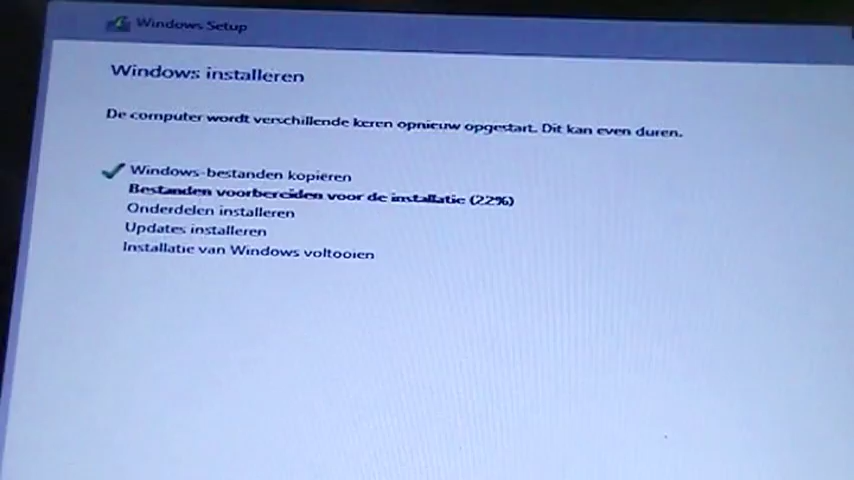 Windows Setup
Windows installeren
De computer wordt verschillende keren opnieuw opgestart. Dit kan even duren.
Windows-bestanden kopiëren
Bestanden voorbereiden voor de installatie (22%)
Onderdelen installeren
Updates installeren
Installatie van Windows voltooien